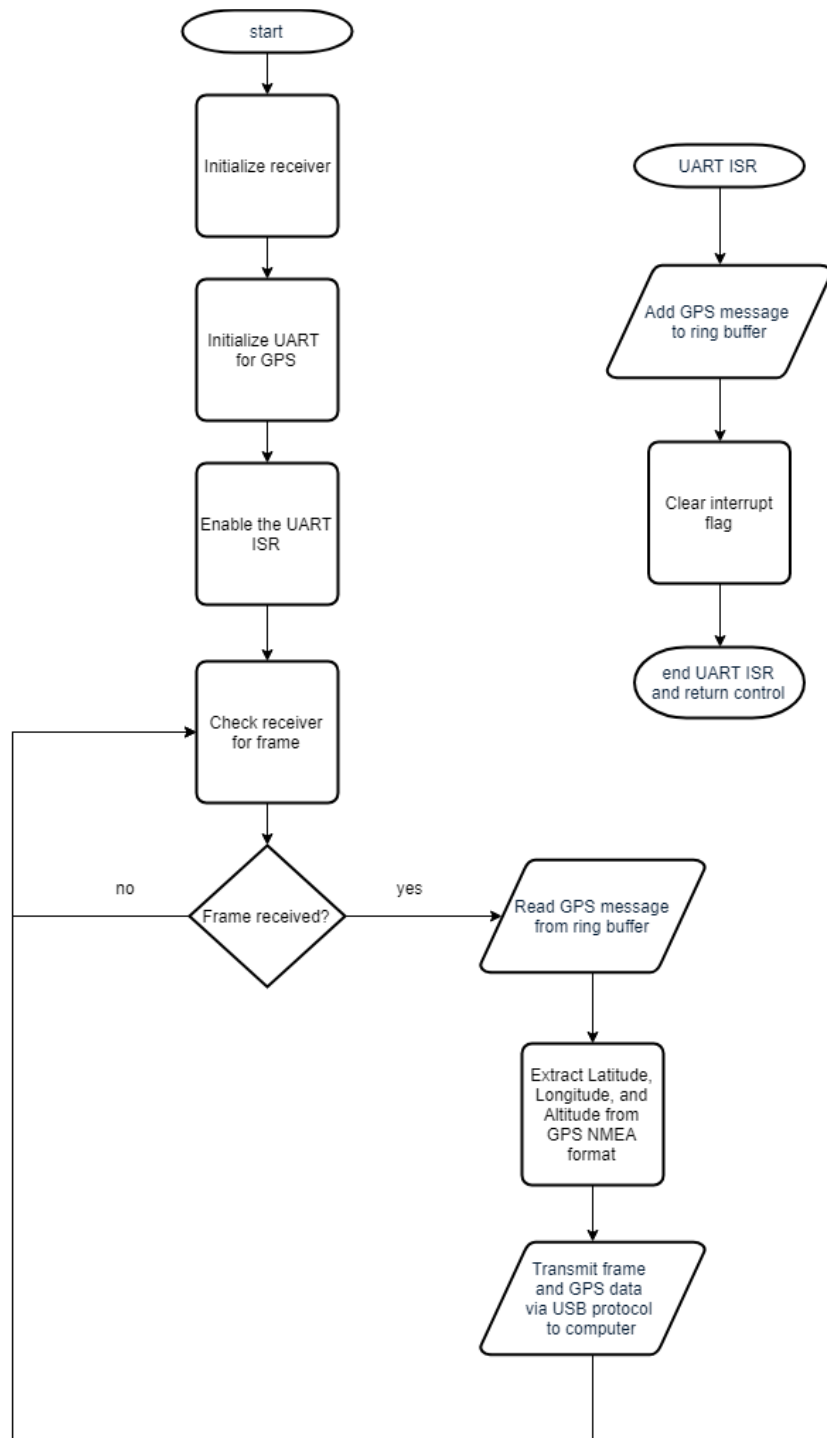 start
Initialize receiver
Initialize UART
for GPS
Enable the UART
ISR
Check receiver
for frame
no
Frame received?
yes
Read GPS message
from ring buffer
Extract Latitude,
Longitude, and
Altitude from
GPS NMEA
format
Transmit frame
and GPS data
via USB protocol
to computer
UART ISR
Add GPS message
to ring buffer
Clear interrupt
flag
end UART ISR
and return control